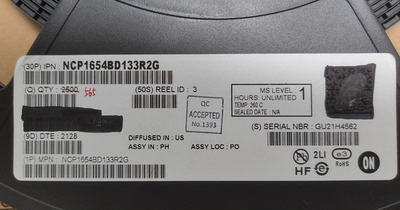 (30P) IPN : NCP1654BD133R2G
(Q) QTY : 2500 565
(50S) REEL ID : 3
MS LEVEL : 1
HOURS: UNLIMITED
TEMP: 260 C
SEALED DATE : N/A
QC
ACCEPTED
No.1393
(9D) DTE : 2128
DIFFUSED IN : US
(S) SERIAL NBR : GU21H4562
ASSY IN : PH
ASSY LOC : PO
(1P) MPN : NCP1654BD133R2G
HF
2LI
e3
RoHS
ON